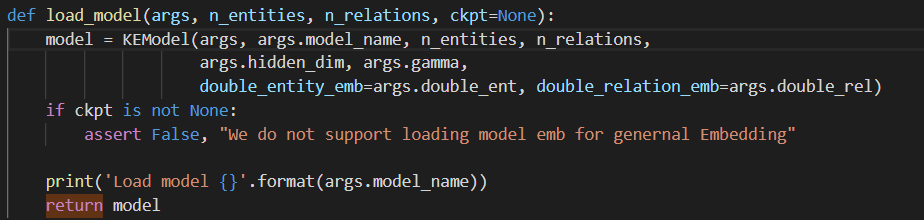 def load_model(args, n_entities, n_relations, ckpt=None):
    model = KEModel(args, args.model_name, n_entities, n_relations,
                    args.hidden_dim, args.gamma,
                    double_entity_emb=args.double_ent, double_relation_emb=args.double_rel)
    if ckpt is not None:
        assert False, "We do not support loading model emb for genernal Embedding"

    print('Load model {}'.format(args.model_name))
    return model